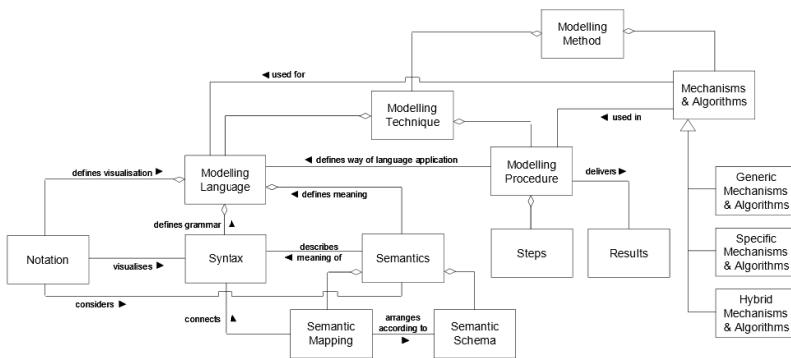 Modelling
Method
◄ used for
Mechanisms
& Algorithms
Modelling
Technique
◄ used in
defines visualisation ►
Modelling
Language
◄ defines way of language application
Modelling
Procedure
delivers ►
Generic
Mechanisms
& Algorithms
◄ defines meaning
defines grammar ▲
Notation
visualises ►
Syntax
describes
◄ meaning of
Semantics
Steps
Results
Specific
Mechanisms
& Algorithms
considers ►
connects ▲
Semantic
Mapping
arranges
according to
►
Semantic
Schema
Hybrid
Mechanisms
& Algorithms